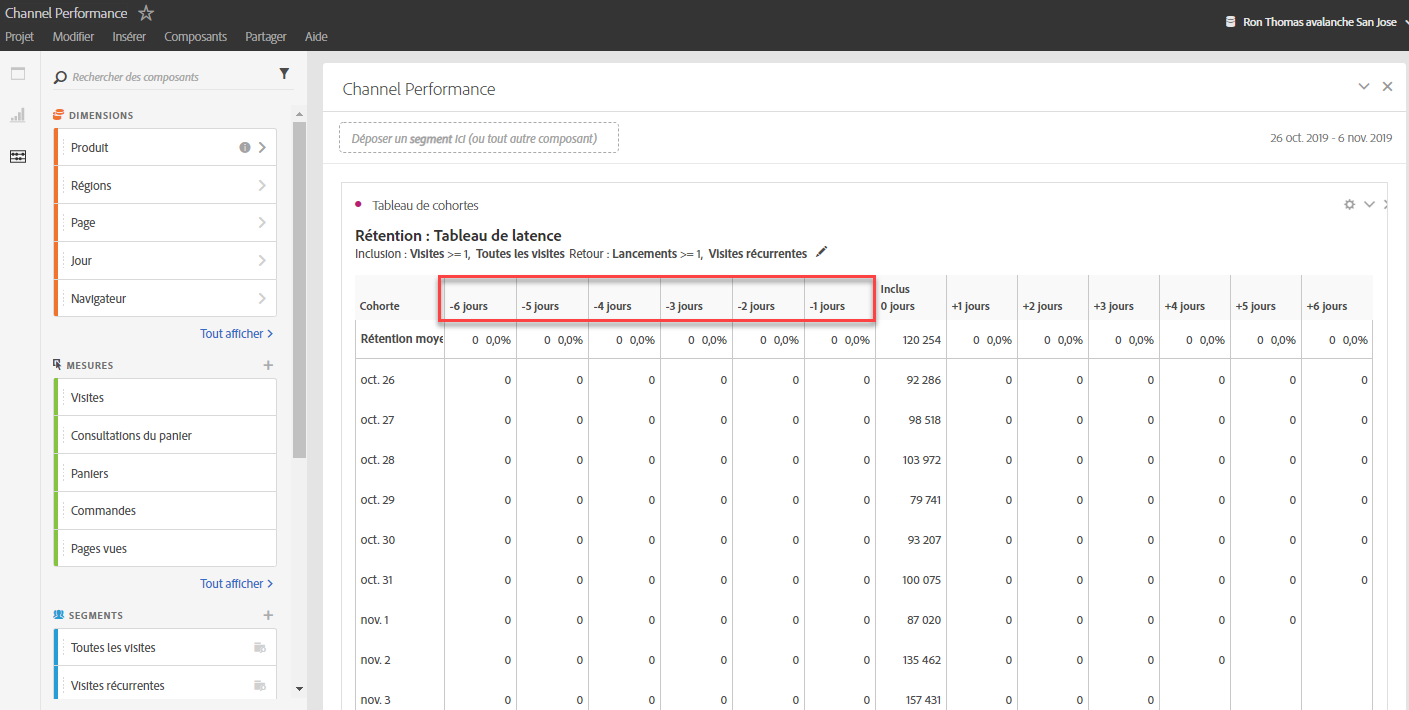 Channel Performance
Ron Thomas avalanche San Jose
Projet Modifier Insérer Composants Partager Aide
Rechercher des composants
DIMENSIONS
Produit
Régions
Page
Jour
Navigateur
Tout afficher
MESURES
Visites
Consultations du panier
Paniers
Commandes
Pages vues
Tout afficher
SEGMENTS
Toutes les visites
Visites récurrentes
Channel Performance
Déposer un segment ici (ou tout autre composant)
26 oct. 2019 - 6 nov. 2019
Tableau de cohortes
Rétention : Tableau de latence
Inclusion : Visites >= 1, Toutes les visites Retour : Lancements >= 1, Visites récurrentes
Inclus
Cohorte -6 jours -5 jours -4 jours -3 jours -2 jours -1 jours 0 jours +1 jours +2 jours +3 jours +4 jours +5 jours +6 jours
Rétention moye 0 0,0% 0 0,0% 0 0,0% 0 0,0% 0 0,0% 0 0,0% 120 254 0 0,0% 0 0,0% 0 0,0% 0 0,0% 0 0,0% 0 0,0%
oct. 26 0 0 0 0 0 0 92 286 0 0 0 0 0 0
oct. 27 0 0 0 0 0 0 98 518 0 0 0 0 0 0
oct. 28 0 0 0 0 0 0 103 972 0 0 0 0 0 0
oct. 29 0 0 0 0 0 0 79 741 0 0 0 0 0 0
oct. 30 0 0 0 0 0 0 93 207 0 0 0 0 0 0
oct. 31 0 0 0 0 0 0 100 075 0 0 0 0 0 0
nov. 1 0 0 0 0 0 0 87 020 0 0 0 0 0
nov. 2 0 0 0 0 0 0 135 462 0 0 0 0
nov. 3 0 0 0 0 0 0 157 431 0 0 0